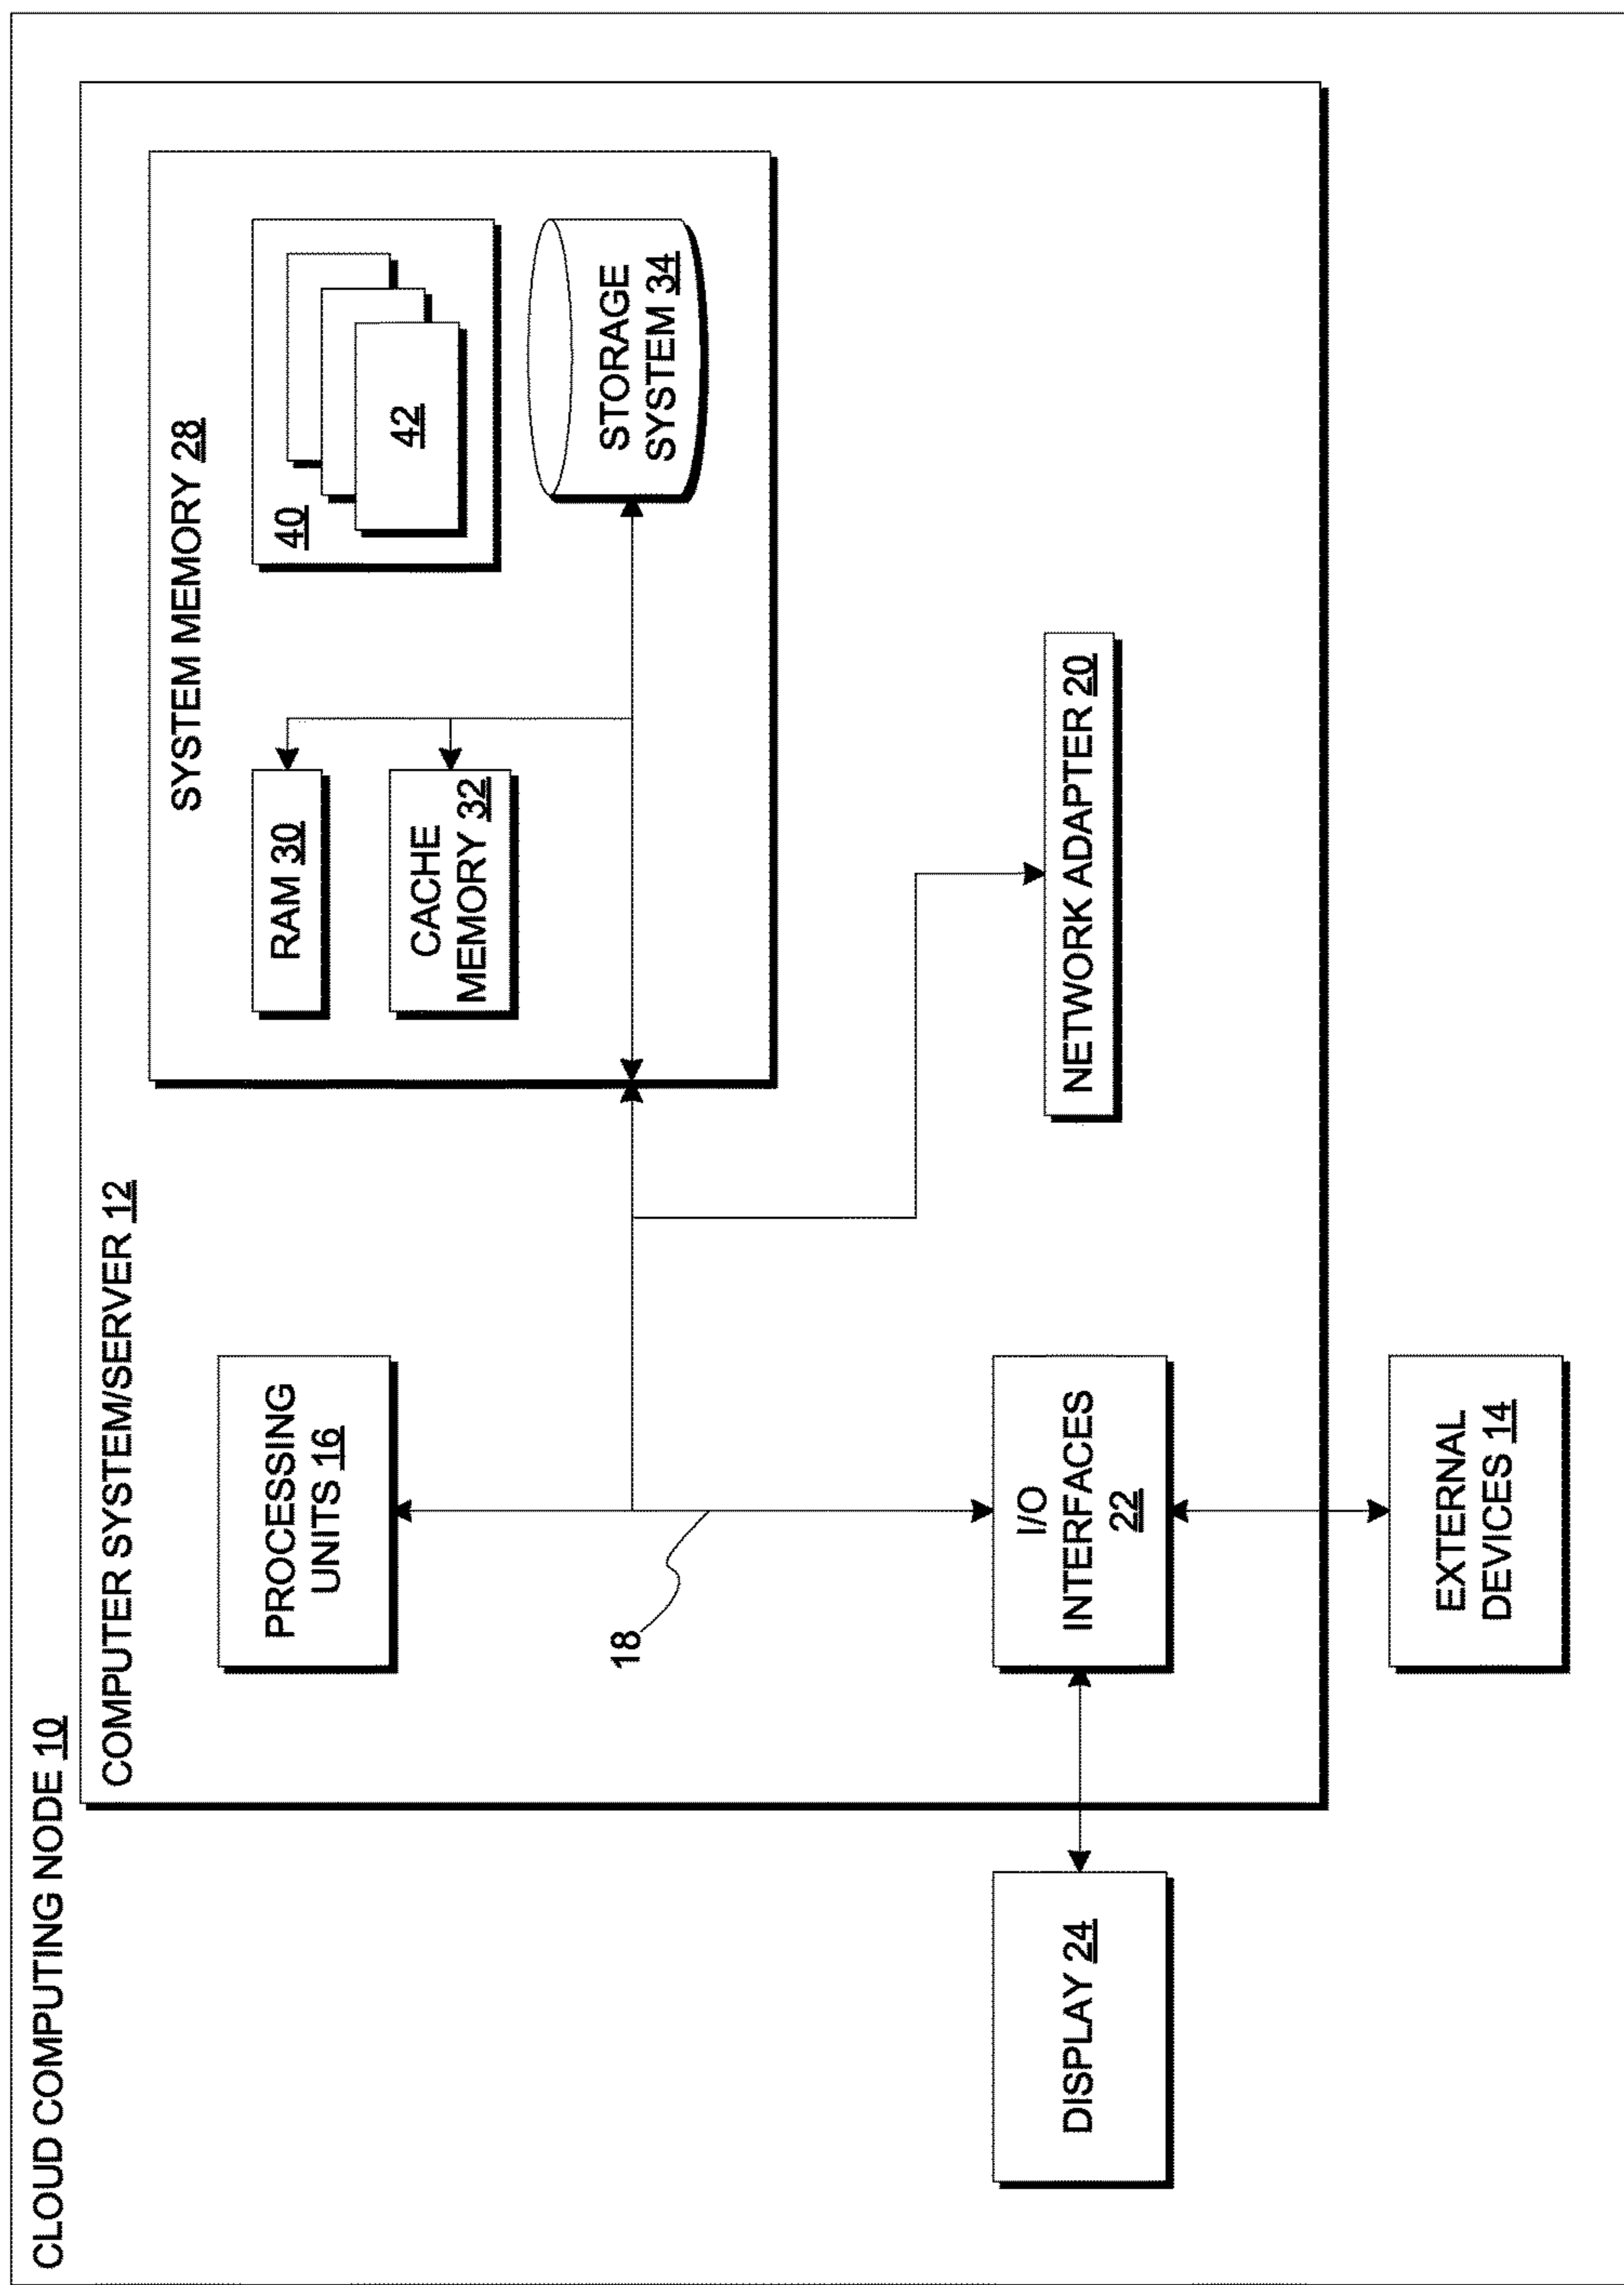 CLOUD COMPUTING NODE 10
COMPUTER SYSTEM/SERVER 12
PROCESSING
UNITS 16
SYSTEM MEMORY 28
RAM 30
CACHE
MEMORY 32
40
42
STORAGE
SYSTEM 34
18
DISPLAY 24
I/O
INTERFACES
22
NETWORK ADAPTER 20
EXTERNAL
DEVICES 14